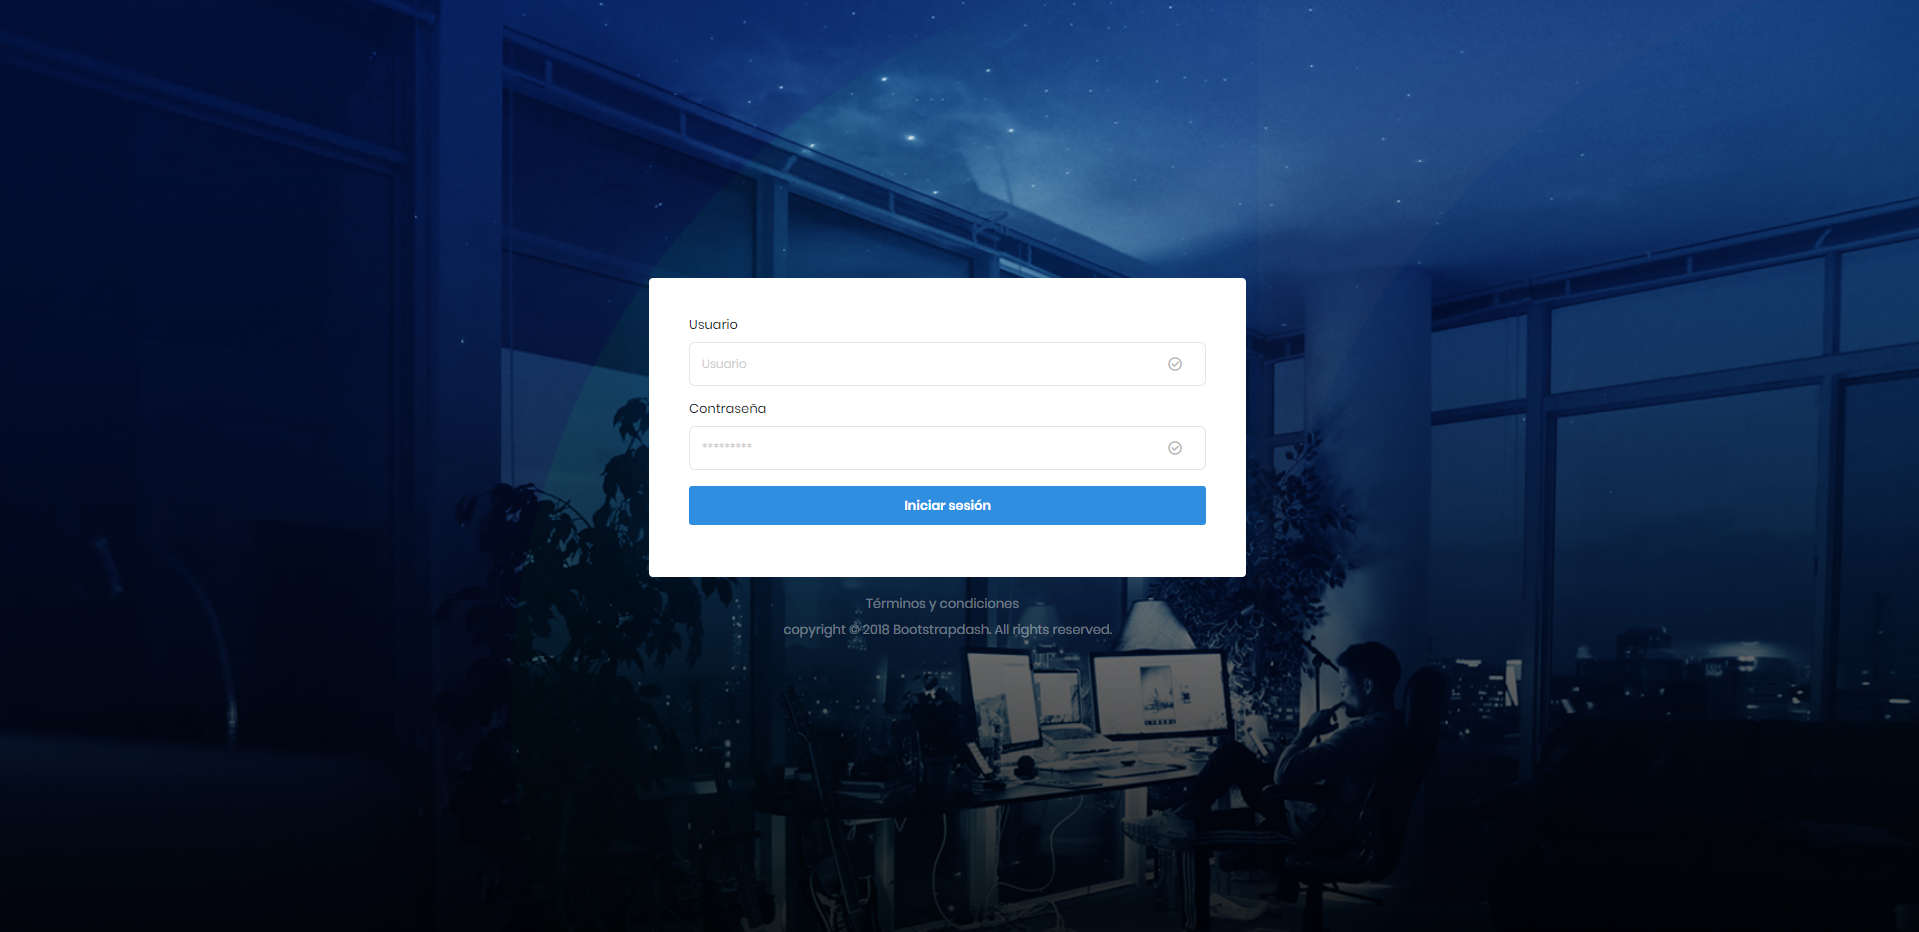 Usuario
Usuario
Contraseña
*********
Iniciar sesión
Términos y condiciones
copyright © 2018 Bootstrapdash. All rights reserved.